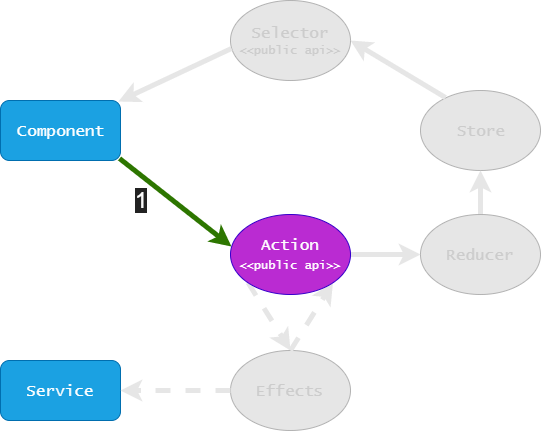 Selector
<<public api>>
Component
Store
1
Action
<<public api>>
Reducer
Service
Effects